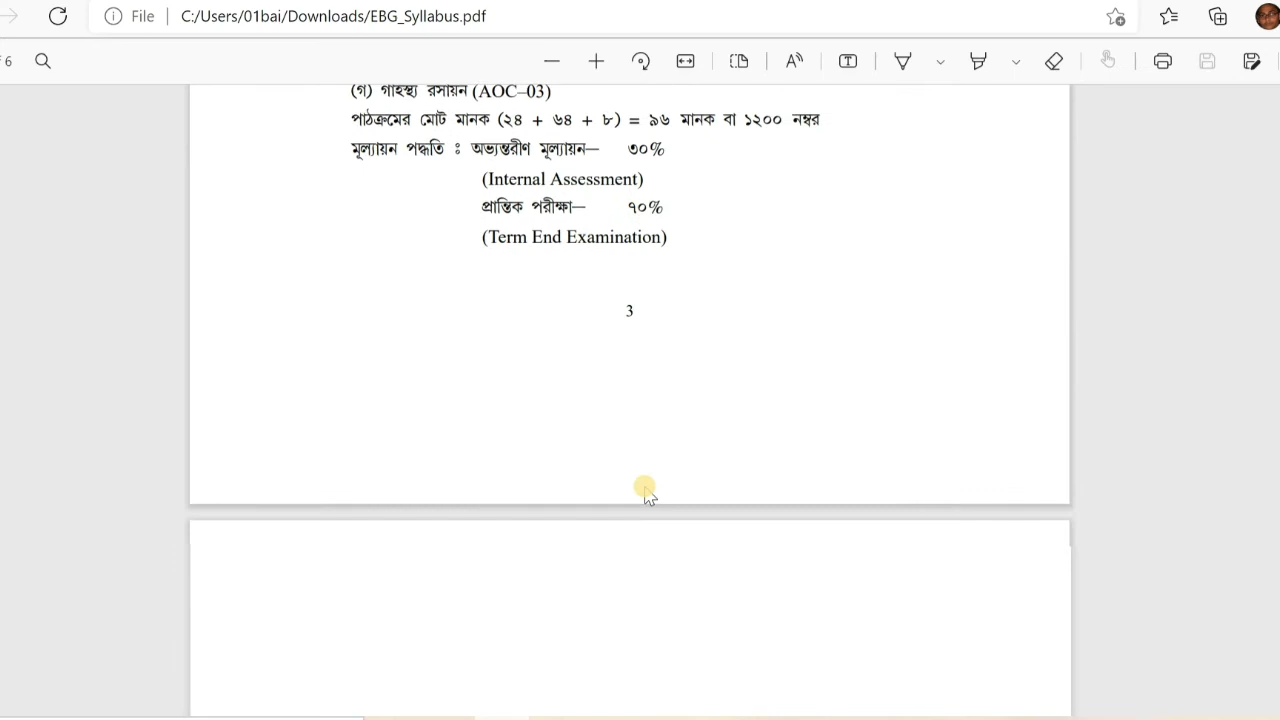 File C:/Users/01bai/Downloads/EBG_Syllabus.pdf
6
(গ) গার্হস্থ্য রসায়ন (AOC–03)
পাঠক্রমের মোট মানক (২৪ + ৬৪ + ৮) = ৯৬ মানক বা ১২০০ নম্বর
মূল্যায়ন পদ্ধতি ঃ অভ্যন্তরীণ মূল্যায়ন— ৩০%
(Internal Assessment)
প্রান্তিক পরীক্ষা— ৭০%
(Term End Examination)
3